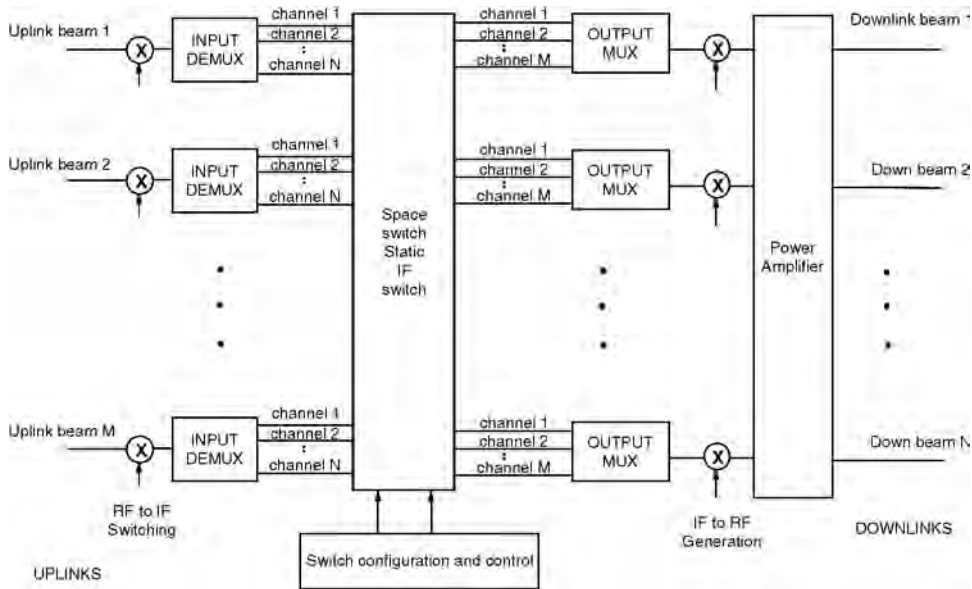 Uplink beam 1
X
INPUT
DEMUX
channel 1
channel 2
channel N
channel 1
channel 2
channel M
OUTPUT
MUX
X
Downlink beam 1
Uplink beam 2
X
INPUT
DEMUX
channel 1
channel 2
channel N
channel 1
channel 2
channel M
OUTPUT
MUX
X
Down beam 2
Space
switch
Static
IF
switch
Power
Amplifier
Uplink beam M
X
INPUT
DEMUX
channel 1
channel 2
channel N
channel 1
channel 2
channel M
OUTPUT
MUX
X
Down beam N
RF to IF
Switching
IF to RF
Generation
Switch configuration and control
UPLINKS
DOWNLINKS